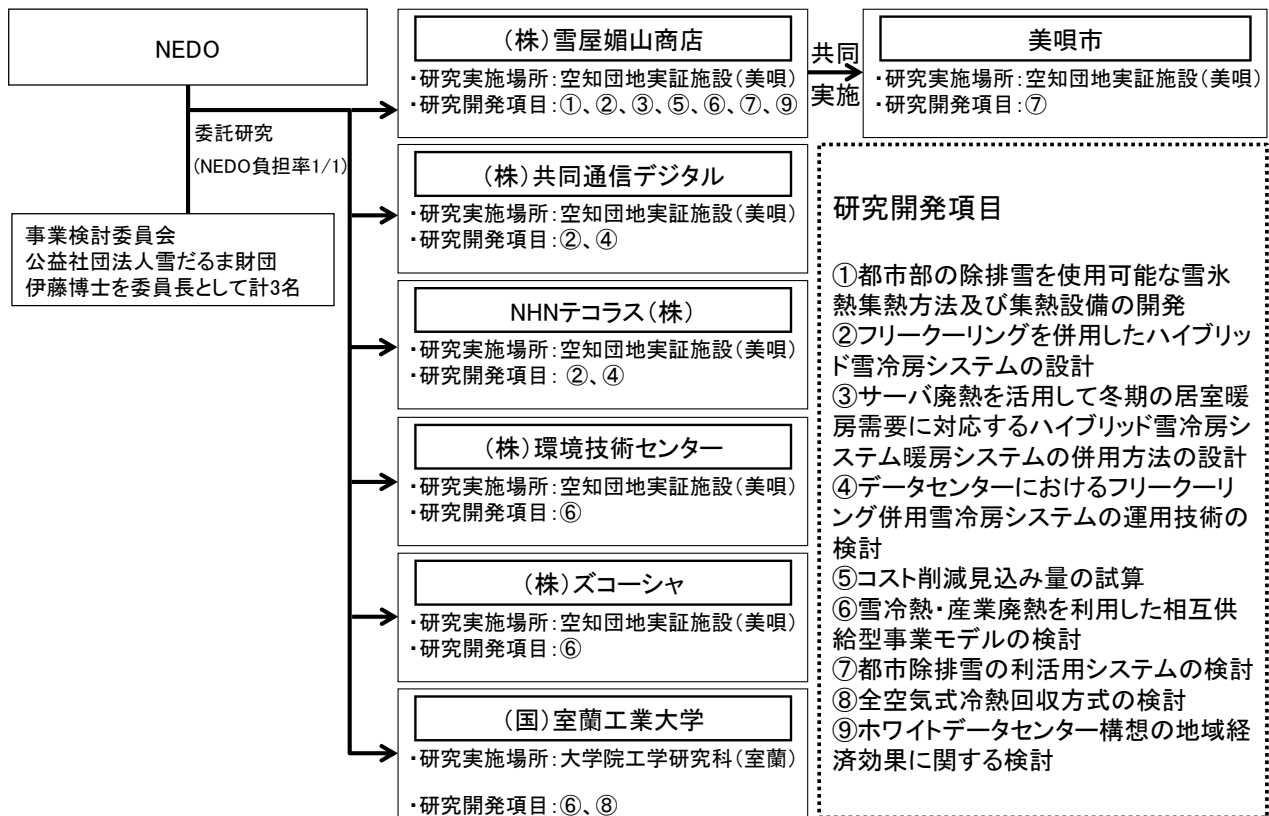 NEDO
委託研究
(NEDO負担率1/1)
事業検討委員会
公益社団法人雪だるま財団
伊藤博士を委員長として計3名
(株)雪屋媚山商店
・研究実施場所:空知団地実証施設(美唄)
・研究開発項目:①、②、③、⑤、⑥、⑦、⑨
共同
実施
美唄市
・研究実施場所:空知団地実証施設(美唄)
・研究開発項目:⑦
(株)共同通信デジタル
・研究実施場所:空知団地実証施設(美唄)
・研究開発項目:②、④
NHNテコラス(株)
・研究実施場所:空知団地実証施設(美唄)
・研究開発項目: ②、④
(株)環境技術センター
・研究実施場所:空知団地実証施設(美唄)
・研究開発項目:⑥
(株)ズコーシャ
・研究実施場所:空知団地実証施設(美唄)
・研究開発項目:⑥
(国)室蘭工業大学
・研究実施場所:大学院工学研究科(室蘭)
・研究開発項目:⑥、⑧
研究開発項目
①都市部の除排雪を使用可能な雪氷
熱集熱方法及び集熱設備の開発
②フリークーリングを併用したハイブリッ
ド雪冷房システムの設計
③サーバ廃熱を活用して冬期の居室暖
房需要に対応するハイブリッド雪冷房シ
ステム暖房システムの併用方法の設計
④データセンターにおけるフリークーリ
ング併用雪冷房システムの運用技術の
検討
⑤コスト削減見込み量の試算
⑥雪冷熱・産業廃熱を利用した相互供
給型事業モデルの検討
⑦都市除排雪の利活用システムの検討
⑧全空気式冷熱回収方式の検討
⑨ホワイトデータセンター構想の地域経
済効果に関する検討